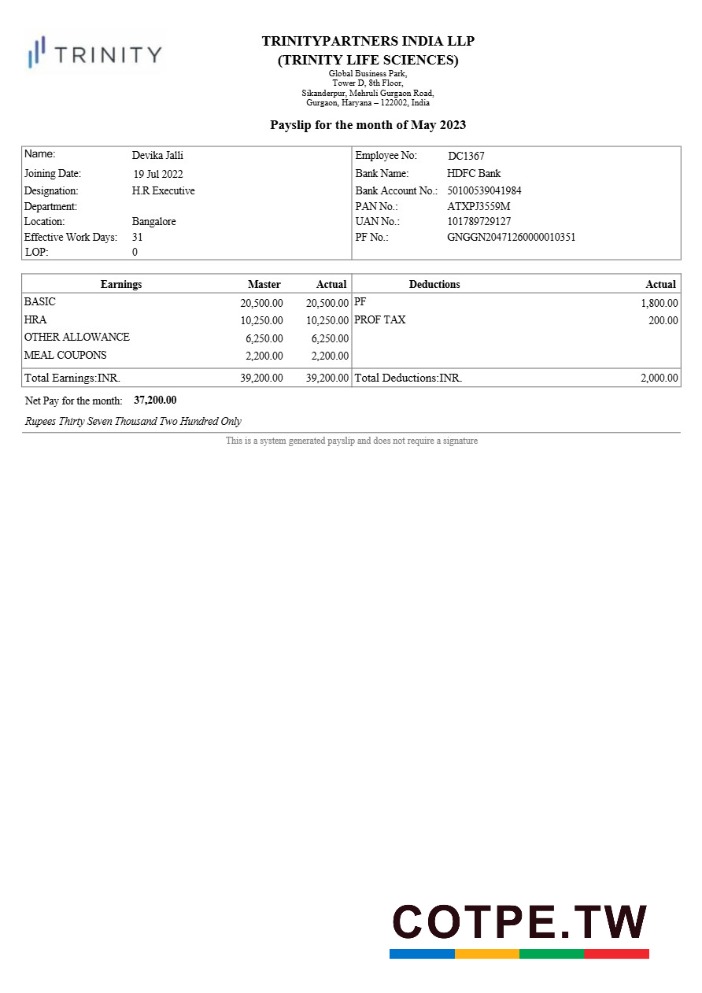 TRINITY
TRINITYPARTNERS INDIA LLP
(TRINITY LIFE SCIENCES)
Global Business Park,
Tower D, 8th Floor,
Sikanderpur, Mehruli Gurgaon Road,
Gurgaon, Haryana – 122002, India
Payslip for the month of May 2023
Name: Devika Jalli Employee No: DC1367
Joining Date: 19 Jul 2022 Bank Name: HDFC Bank
Designation: H.R Executive Bank Account No.: 50100539041984
Department: PAN No.: ATXPJ3559M
Location: Bangalore UAN No.: 101789729127
Effective Work Days: 31 PF No.: GNGGN20471260000010351
LOP: 0
Earnings Master Actual Deductions Actual
BASIC 20,500.00 20,500.00 PF 1,800.00
HRA 10,250.00 10,250.00 PROF TAX 200.00
OTHER ALLOWANCE 6,250.00 6,250.00
MEAL COUPONS 2,200.00 2,200.00
Total Earnings:INR. 39,200.00 39,200.00 Total Deductions:INR. 2,000.00
Net Pay for the month: 37,200.00
Rupees Thirty Seven Thousand Two Hundred Only
This is a system generated payslip and does not require a signature
COTPE.TW